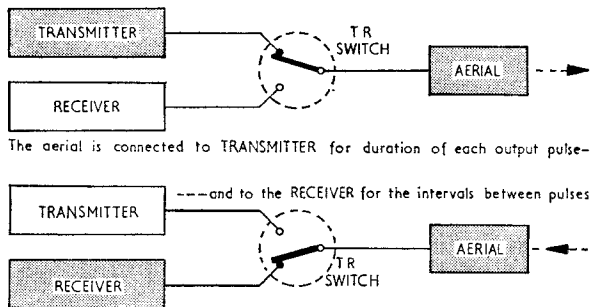 TRANSMITTER
T R
SWITCH
AERIAL
RECEIVER
The aerial is connected to TRANSMITTER for duration of each output pulse—
---and to the RECEIVER for the intervals between pulses
TRANSMITTER
AERIAL
T R
SWITCH
RECEIVER